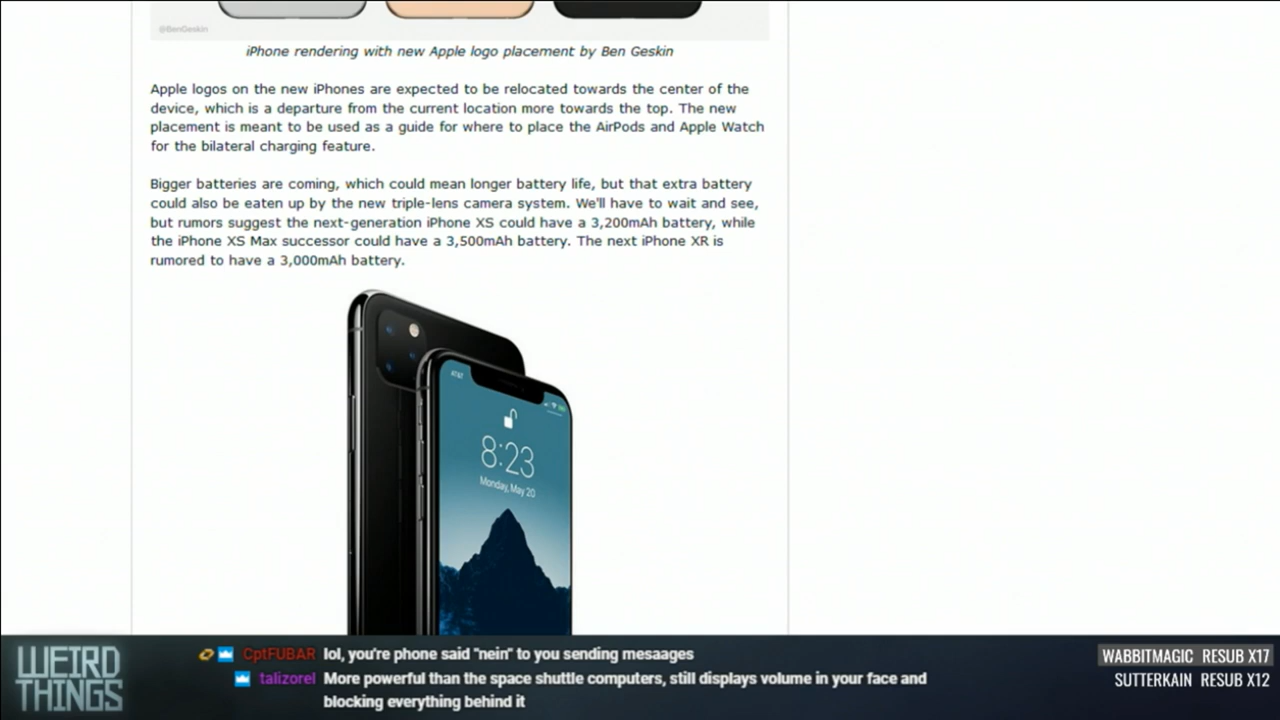 @BenGeskin
iPhone rendering with new Apple logo placement by Ben Geskin
Apple logos on the new iPhones are expected to be relocated towards the center of the
device, which is a departure from the current location more towards the top. The new
placement is meant to be used as a guide for where to place the AirPods and Apple Watch
for the bilateral charging feature.
Bigger batteries are coming, which could mean longer battery life, but that extra battery
could also be eaten up by the new triple-lens camera system. We'll have to wait and see,
but rumors suggest the next-generation iPhone XS could have a 3,200mAh battery, while
the iPhone XS Max successor could have a 3,500mAh battery. The next iPhone XR is
rumored to have a 3,000mAh battery.
AT&T
8:23
Monday, May 20
WEIRD
THINGS
CptFUBAR lol, you're phone said "nein" to you sending mesaages
talizorel More powerful than the space shuttle computers, still displays volume in your face and
blocking everything behind it
WABBITMAGIC RESUB X17
SUTTERKAIN RESUB X12